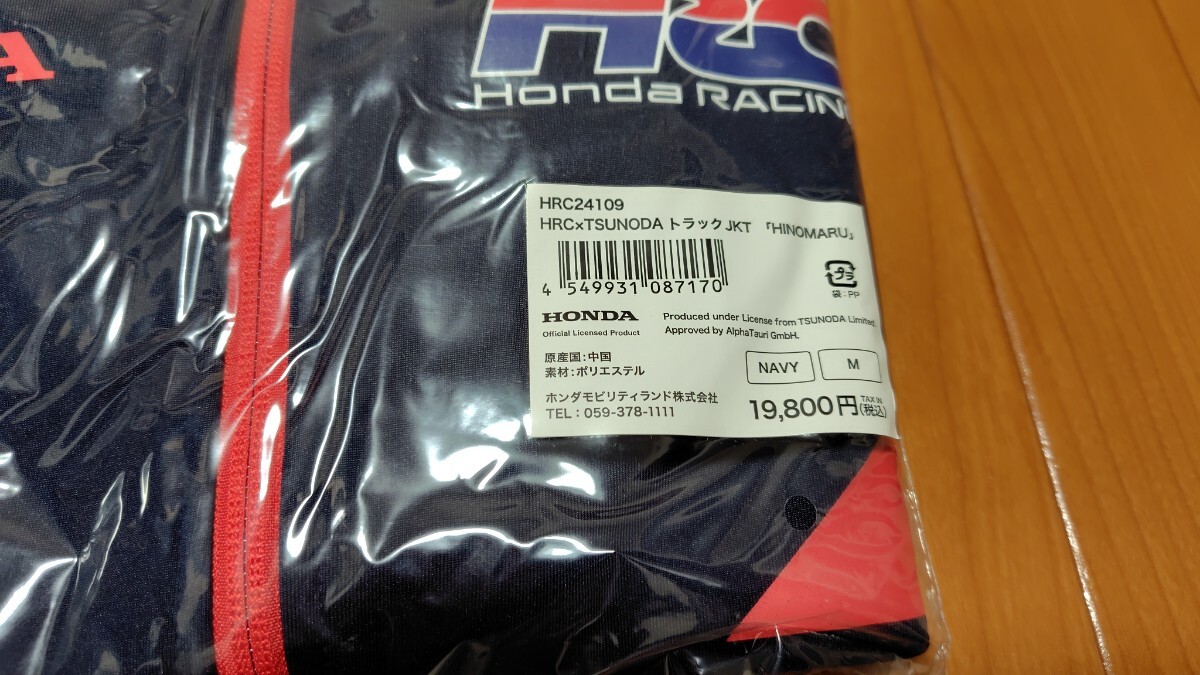 A
HRC
Honda RACING
HRC24109
HRC×TSUNODA トラックJKT 「HINOMARU」
4 549931 087170
プラ
袋:PP
HONDA
Official Licensed Product
Produced under License from TSUNODA Limited.
Approved by AlphaTauri GmbH.
原産国:中国
素材:ポリエステル
NAVY
M
ホンダモビリティランド株式会社
TEL:059-378-1111
19,800円
TAX IN
(税込)